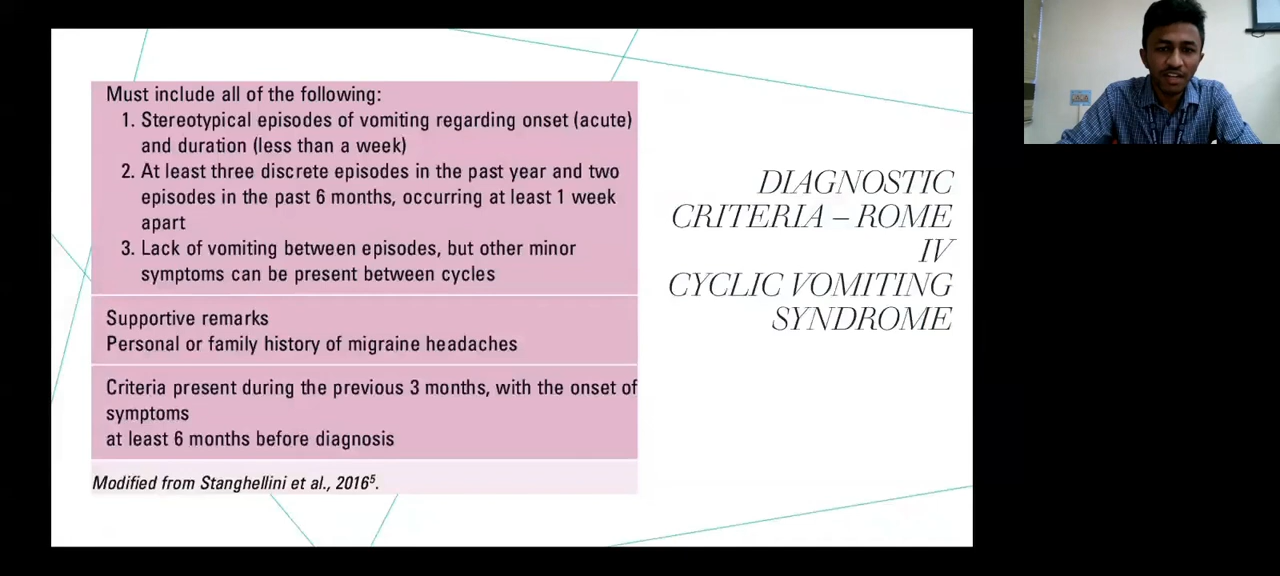 Must include all of the following:
1. Stereotypical episodes of vomiting regarding onset (acute)
and duration (less than a week)
2. At least three discrete episodes in the past year and two
episodes in the past 6 months, occurring at least 1 week
apart
3. Lack of vomiting between episodes, but other minor
symptoms can be present between cycles
Supportive remarks
Personal or family history of migraine headaches
Criteria present during the previous 3 months, with the onset of
symptoms
at least 6 months before diagnosis
Modified from Stanghellini et al., 2016⁵.
DIAGNOSTIC
CRITERIA – ROME
IV
CYCLIC VOMITING
SYNDROME